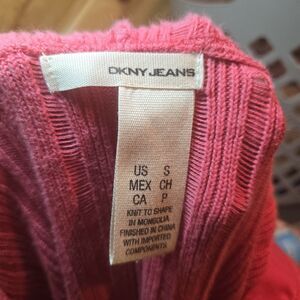 DKNY JEANS
US S
MEX CH
CA P
KNIT TO SHAPE
IN MONGOLIA
FINISHED IN CHINA
WITH IMPORTED
COMPONENTS